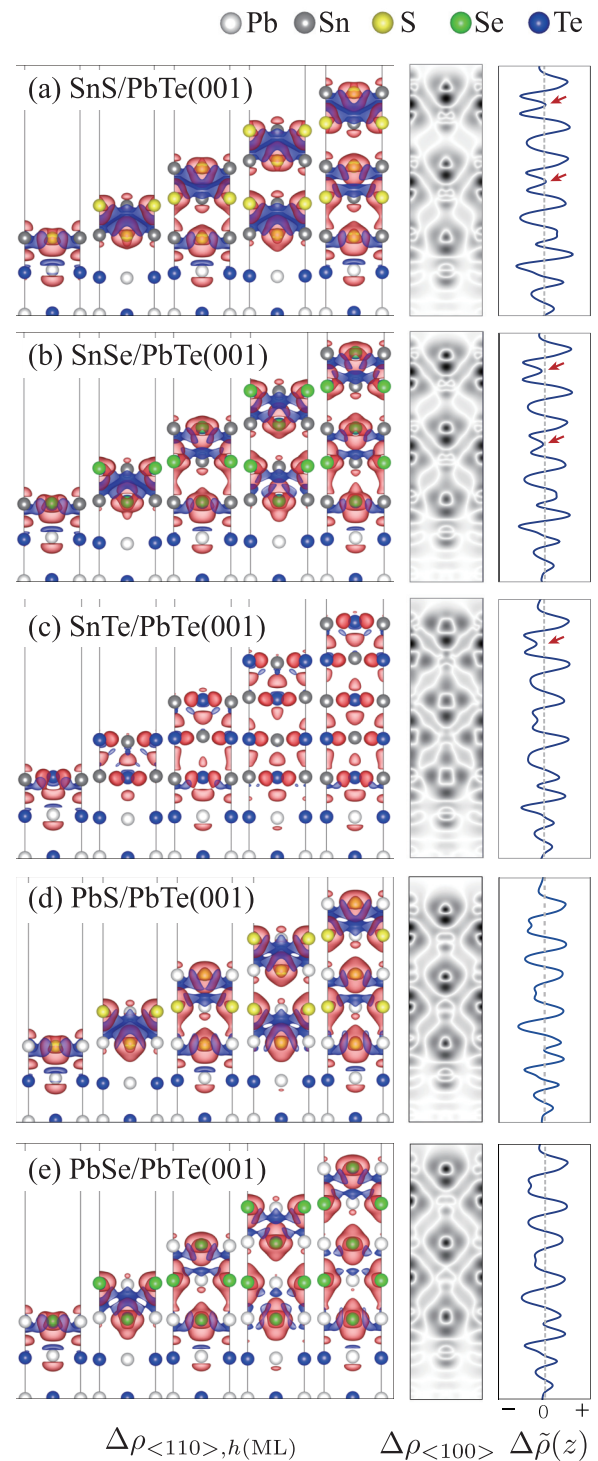 Pb Sn S Se Te
(a) SnS/PbTe(001)
(b) SnSe/PbTe(001)
(c) SnTe/PbTe(001)
(d) PbS/PbTe(001)
(e) PbSe/PbTe(001)
− 0 +
Δρ<110>,h(ML) Δρ<100> Δρ̃(z)